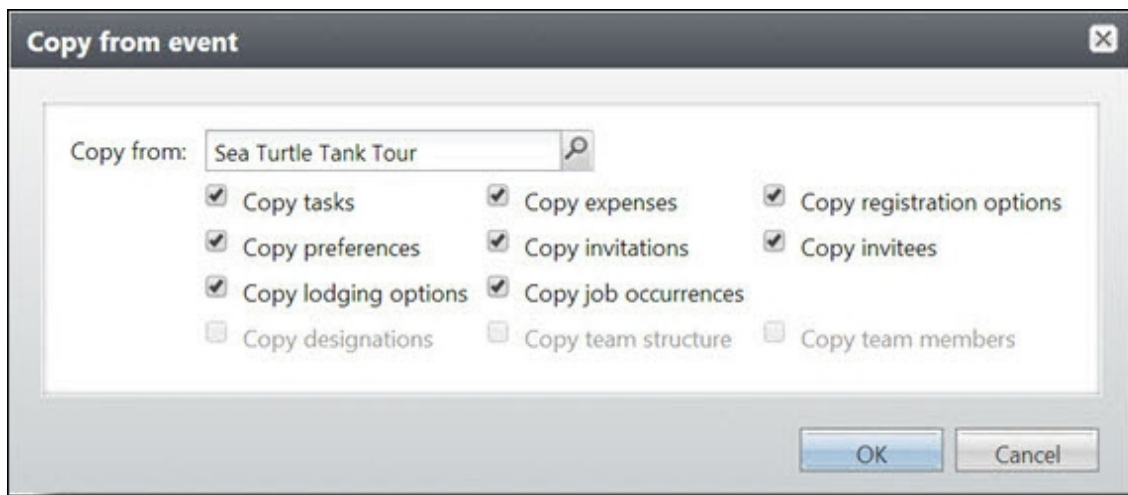 Copy from event
Copy from: Sea Turtle Tank Tour
Copy tasks Copy expenses Copy registration options
Copy preferences Copy invitations Copy invitees
Copy lodging options Copy job occurrences
Copy designations Copy team structure Copy team members
OK Cancel